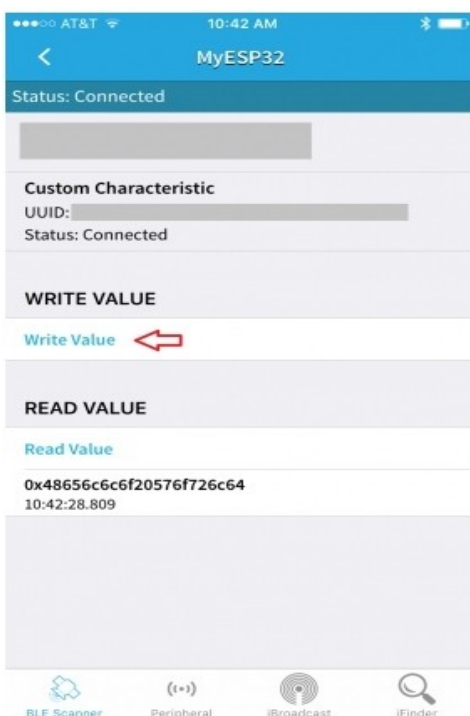 AT&T 10:42 AM
MyESP32
Status: Connected
Custom Characteristic
UUID:
Status: Connected
WRITE VALUE
Write Value
READ VALUE
Read Value
0x48656c6c6f20576f726c64
10:42:28.809
BLE Scanner Peripheral iBroadcast iFinder